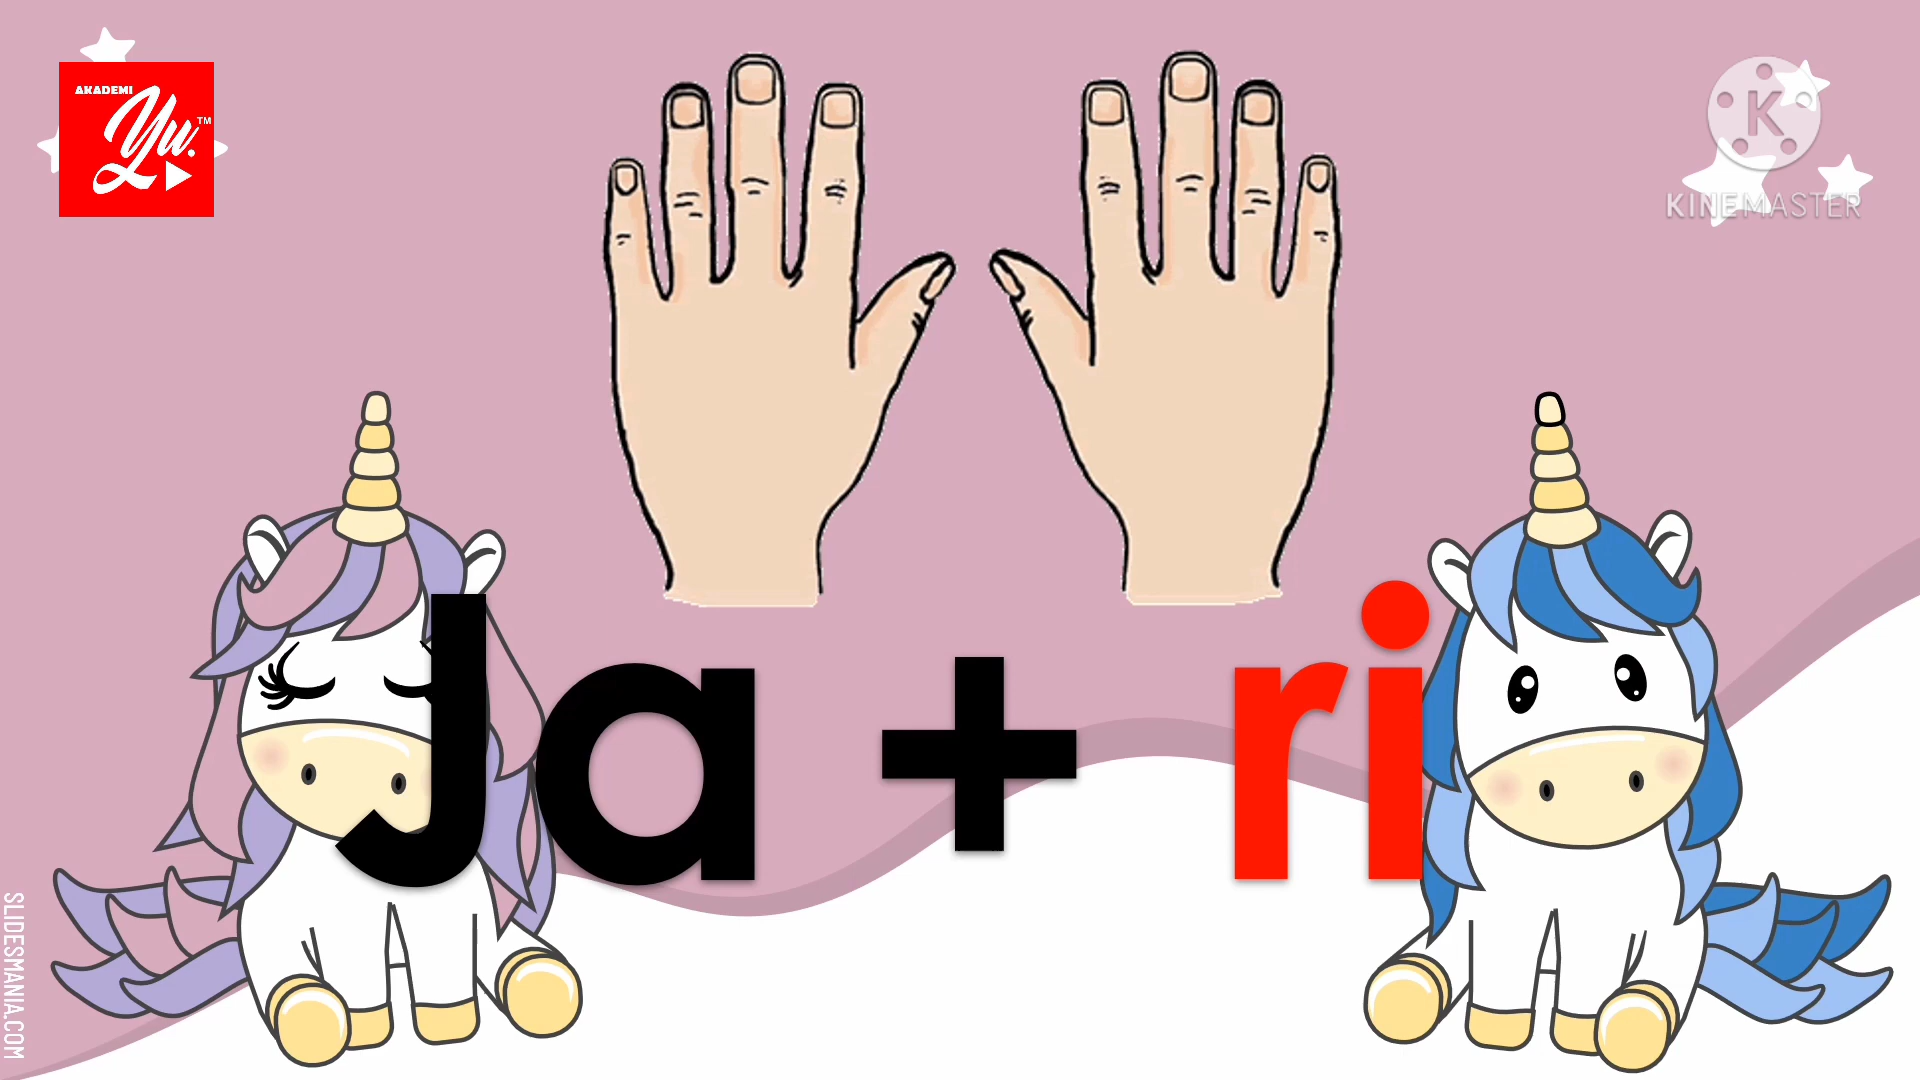 AKADEMI
Yu.™
K
KINEMASTER
Ja + ri
SLIDESMANIA.COM